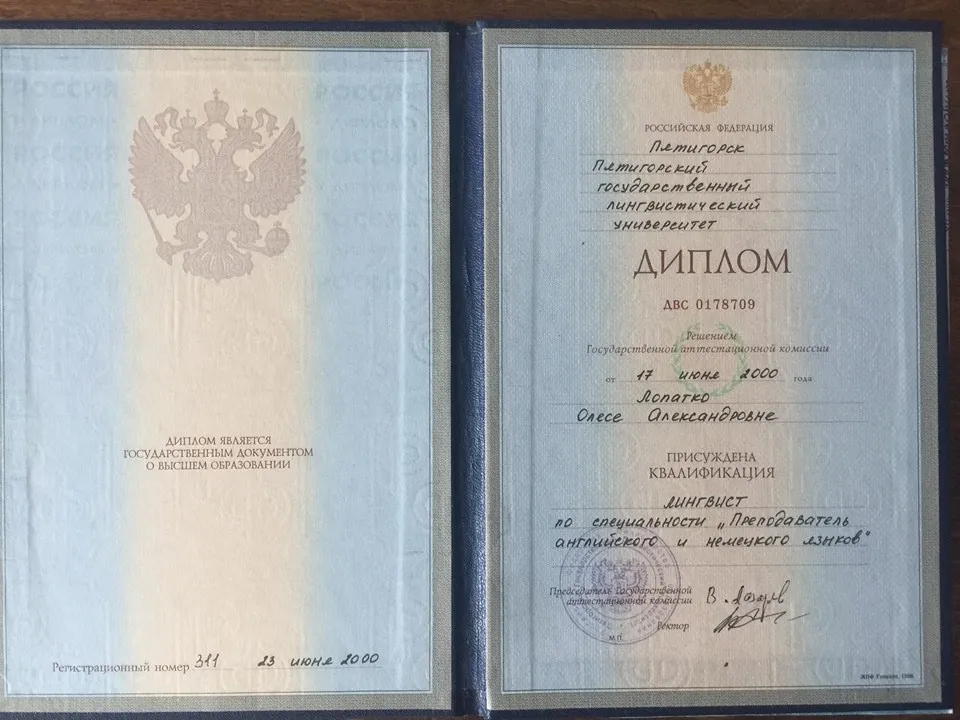 ДИПЛОМ ЯВЛЯЕТСЯ
ГОСУДАРСТВЕННЫМ ДОКУМЕНТОМ
О ВЫСШЕМ ОБРАЗОВАНИИ
Регистрационный номер 311 23 июня 2000
РОССИЙСКАЯ ФЕДЕРАЦИЯ
Пятигорск
Пятигорский
государственный
лингвистический
университет
ДИПЛОМ
ДВС 0178709
Решением
Государственной аттестационной комиссии
от 17 июня 2000 года
Лопатко
Олесе Александровне
ПРИСУЖДЕНА
КВАЛИФИКАЦИЯ
лингвист
по специальности „Преподаватель
английского и немецкого языков"
Председатель Государственной
аттестационной комиссии
Ректор
М.П.